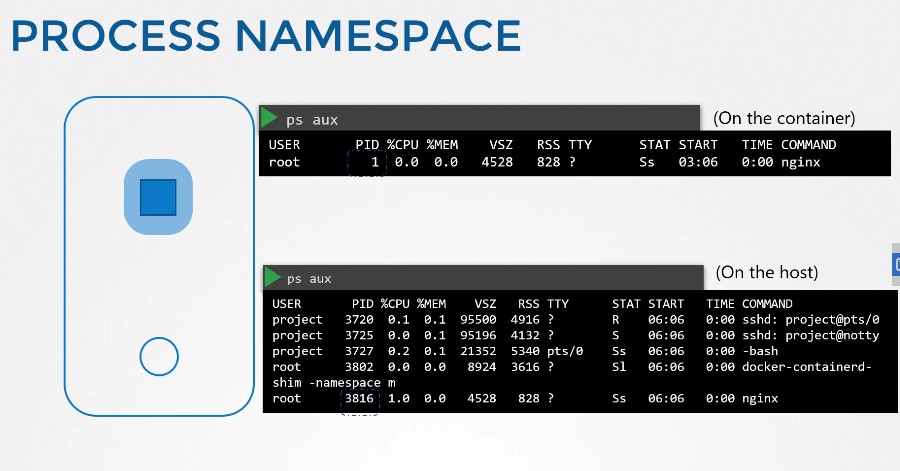 PROCESS NAMESPACE
ps aux
(On the container)
USER PID %CPU %MEM VSZ RSS TTY STAT START TIME COMMAND
root 1 0.0 0.0 4528 828 ? Ss 03:06 0:00 nginx
ps aux
(On the host)
USER PID %CPU %MEM VSZ RSS TTY STAT START TIME COMMAND
project 3720 0.1 0.1 95500 4916 ? R 06:06 0:00 sshd: project@pts/0
project 3725 0.0 0.1 95196 4132 ? S 06:06 0:00 sshd: project@notty
project 3727 0.2 0.1 21352 5340 pts/0 Ss 06:06 0:00 -bash
root 3802 0.0 0.0 8924 3616 ? Sl 06:06 0:00 docker-containerd-
shim -namespace m
root 3816 1.0 0.0 4528 828 ? Ss 06:06 0:00 nginx